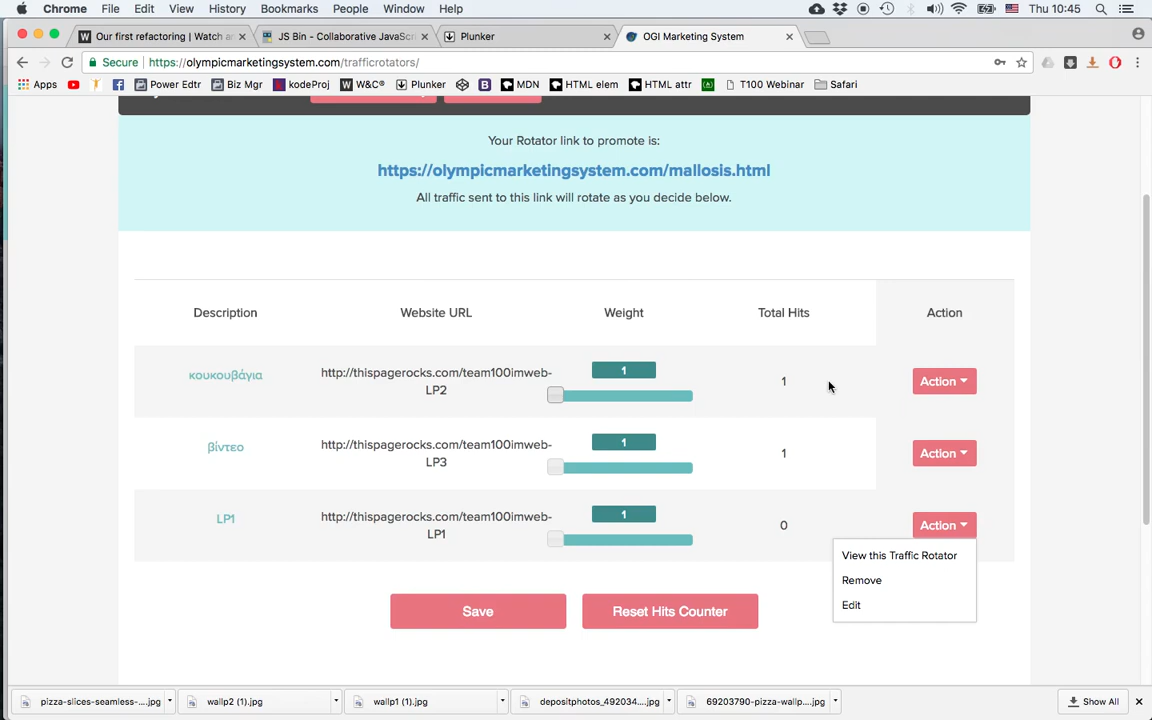 Chrome File Edit View History Bookmarks People Window Help Thu 10:45
Our first refactoring | Watch an
JS Bin - Collaborative JavaScri
Plunker
OGI Marketing System
Secure https://olympicmarketingsystem.com/trafficrotators/
Apps Power Edtr Biz Mgr kodeProj W&C® Plunker MDN HTML elem HTML attr T100 Webinar Safari
Your Rotator link to promote is:
https://olympicmarketingsystem.com/mallosis.html
All traffic sent to this link will rotate as you decide below.
Description Website URL Weight Total Hits Action
κουκουβάγια http://thispagerocks.com/team100imweb- 1 1 Action
LP2
βίντεο http://thispagerocks.com/team100imweb- 1 1 Action
LP3
LP1 http://thispagerocks.com/team100imweb- 1 0 Action
LP1
View this Traffic Rotator
Remove
Edit
Save Reset Hits Counter
pizza-slices-seamless-....jpg wallp2 (1).jpg wallp1 (1).jpg depositphotos_492034....jpg 69203790-pizza-wallp....jpg Show All